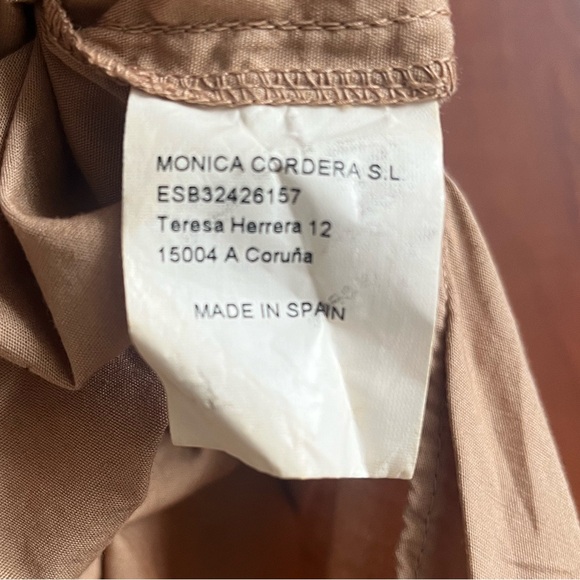 MONICA CORDERA S.L
ESB32426157
Teresa Herrera 12
15004 A Coruña
MADE IN SPAIN